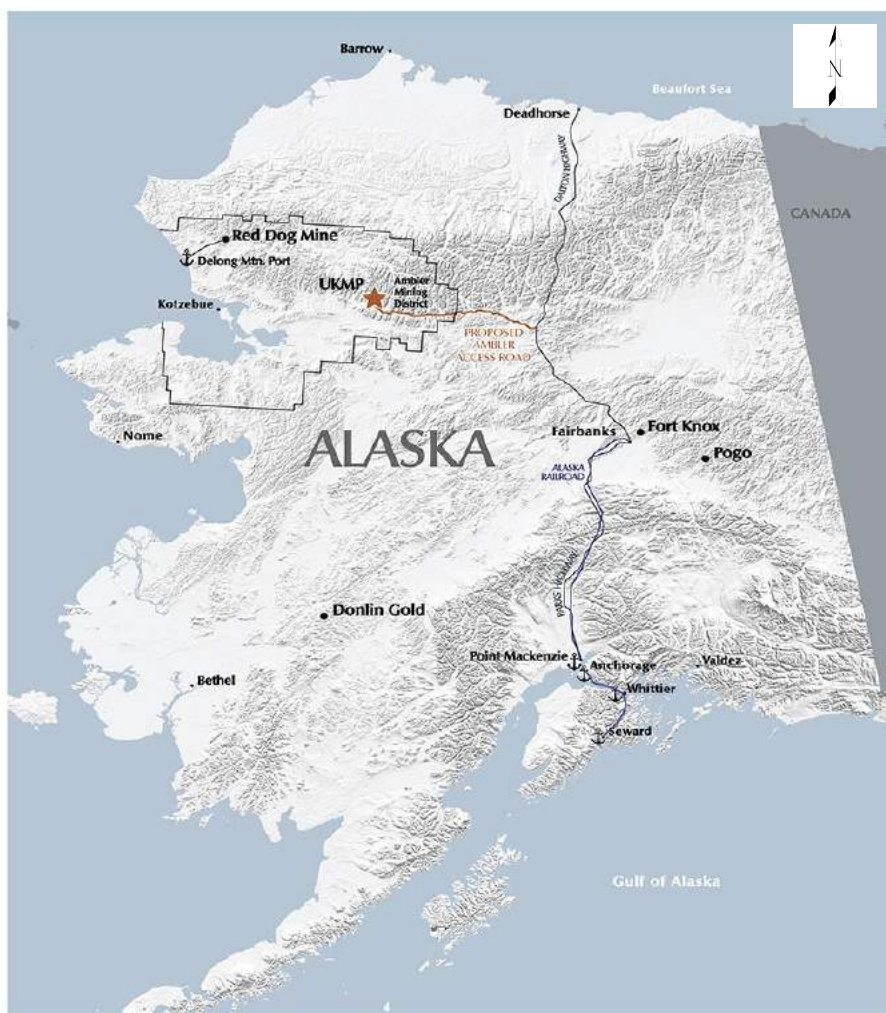 Barrow
N
Beaufort Sea
Deadhorse
DALTON HIGHWAY
CANADA
Red Dog Mine
Delong Mtn. Port
UKMP
Ambler
Mining
District
Kotzebue
PROPOSED
AMBLER
ACCESS ROAD
Nome
ALASKA
Fairbanks
Fort Knox
Pogo
ALASKA
RAILROAD
PARKS HIGHWAY
Donlin Gold
Point Mackenzie
Anchorage
Valdez
Bethel
Whittier
Seward
Gulf of Alaska